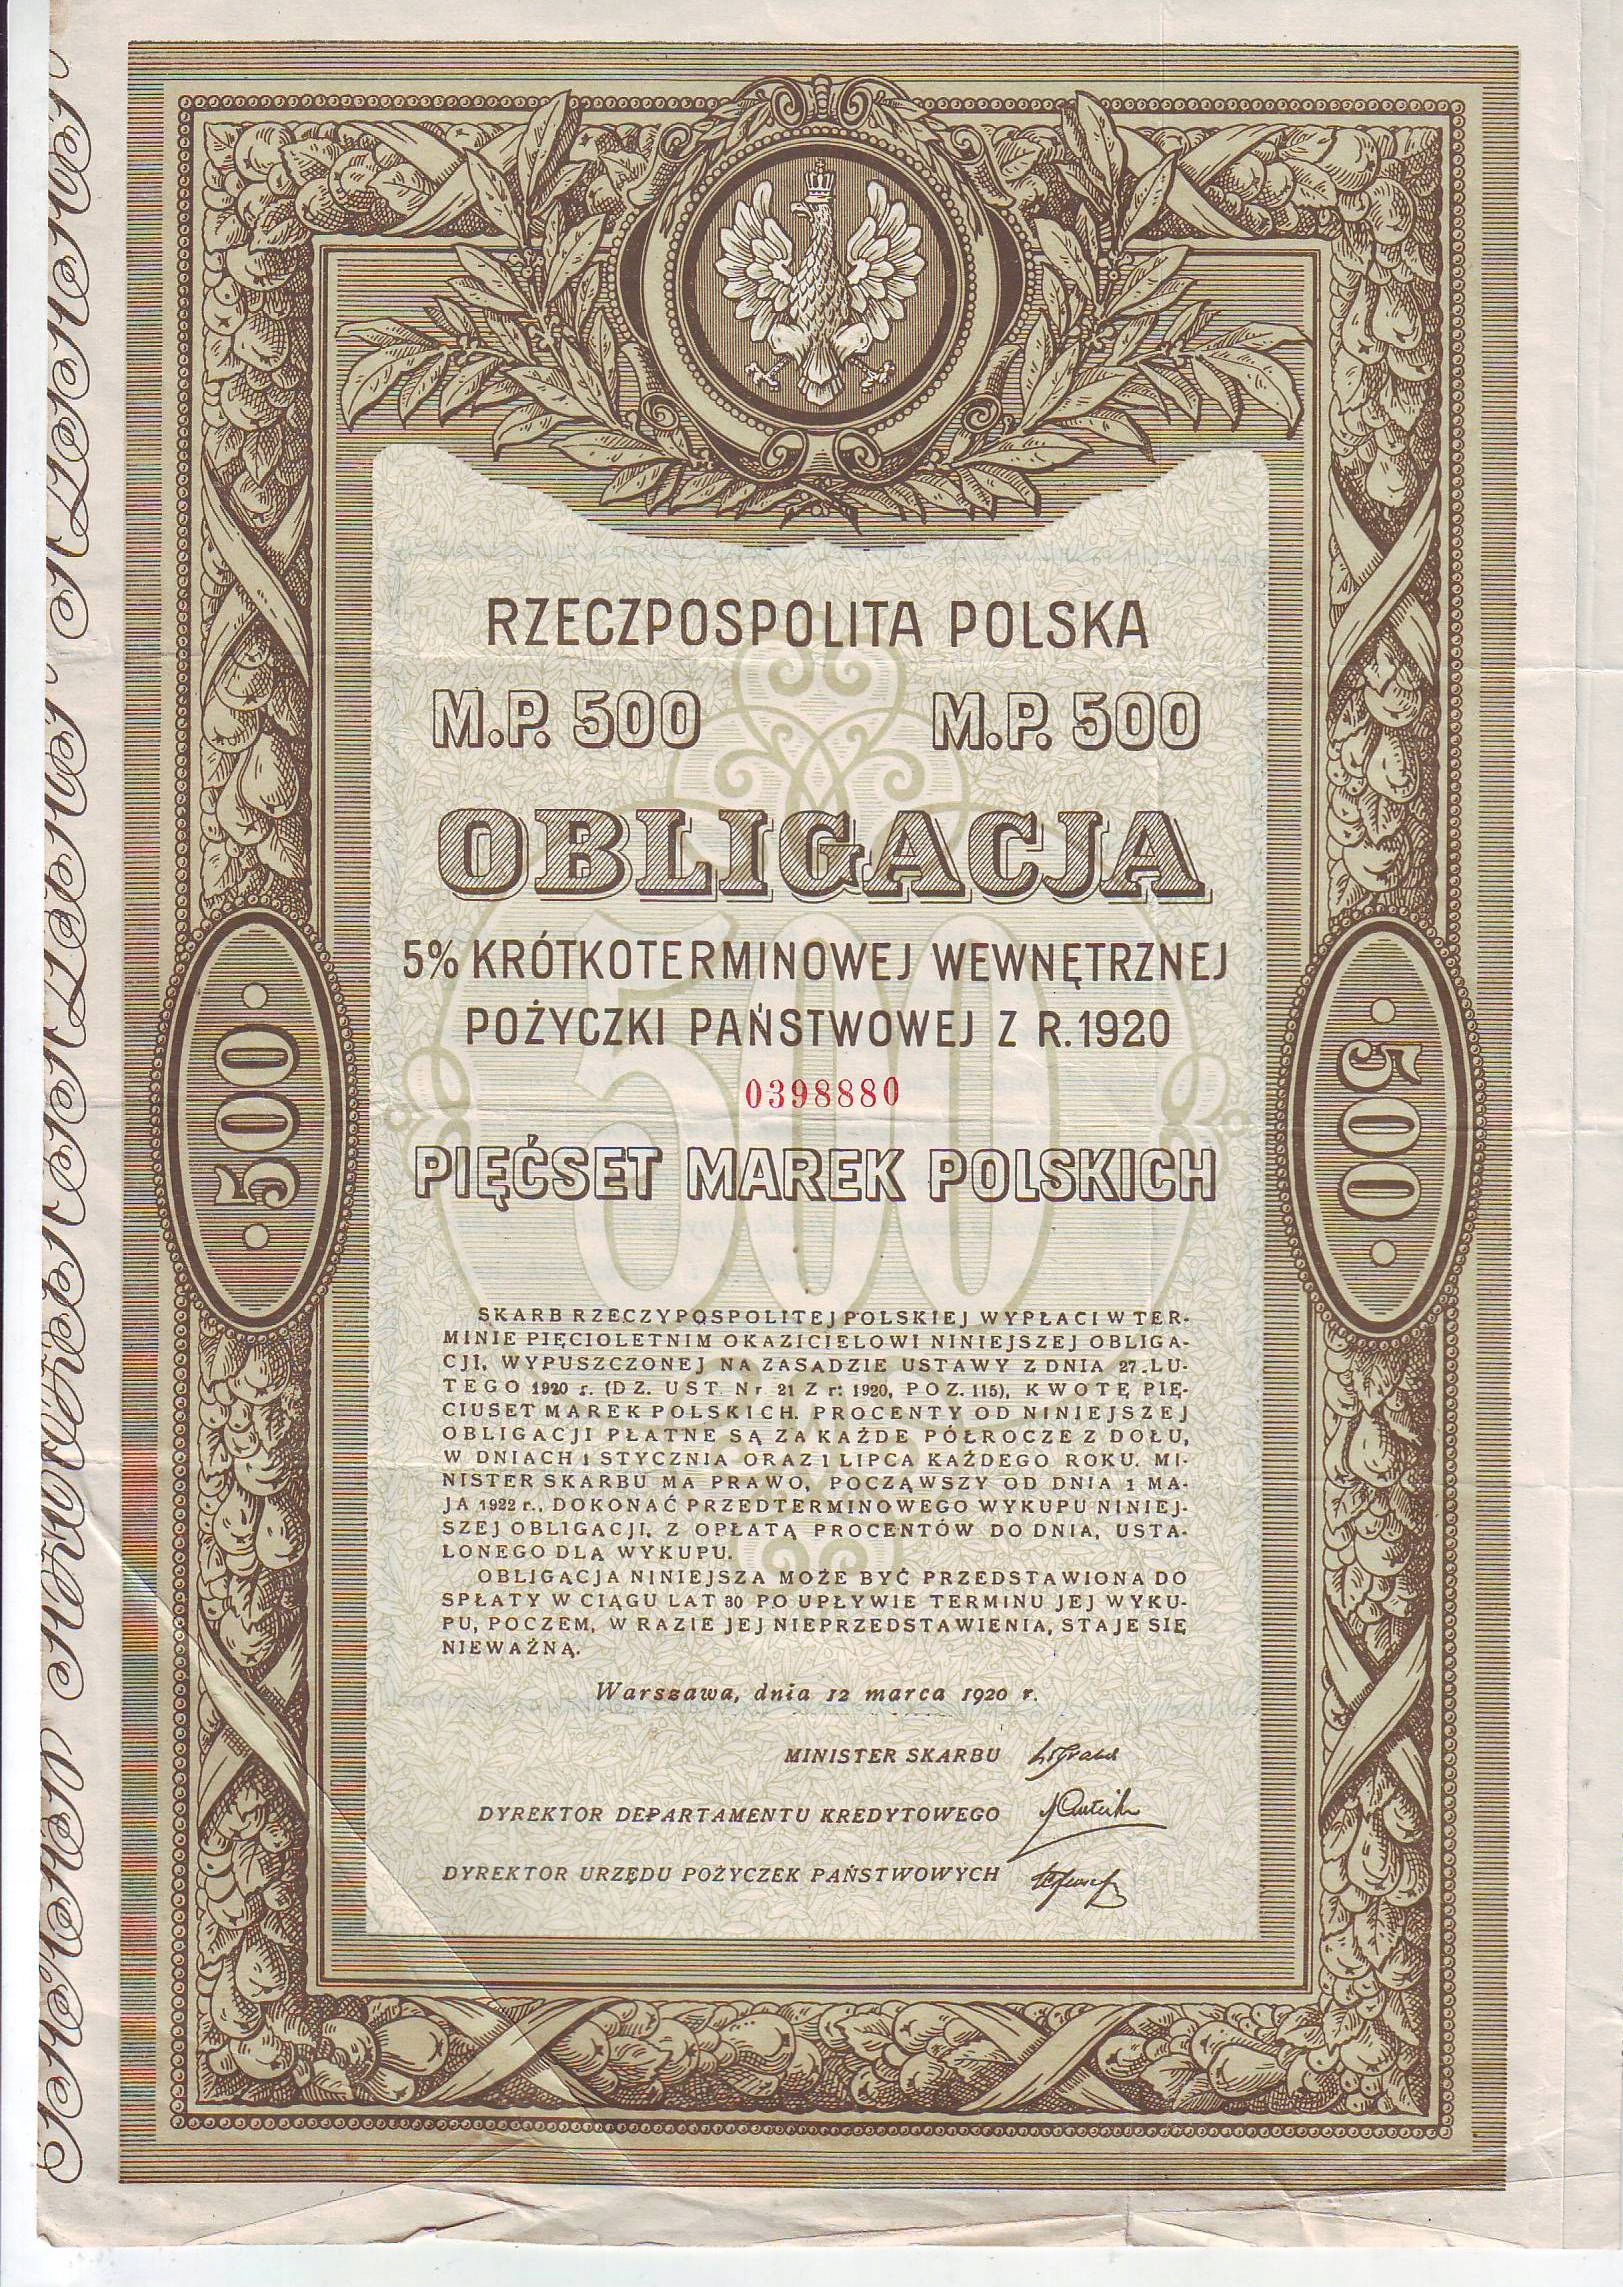 RZECZPOSPOLITA POLSKA
M.P. 500 M.P. 500
OBLIGACJA
5% KRÓTKOTERMINOWEJ WEWNĘTRZNEJ
POŻYCZKI PAŃSTWOWEJ Z R. 1920
0398880
PIĘĆSET MAREK POLSKICH
·500·
·500·
500
SKARB RZECZYPOSPOLITEJ POLSKIEJ WYPŁACI W TER-
MINIE PIĘCIOLETNIM OKAZICIELOWI NINIEJSZEJ OBLIGA-
CJI, WYPUSZCZONEJ NA ZASADZIE USTAWY Z DNIA 27 LU-
TEGO 1920 r. (DZ. UST. Nr 21 Z r. 1920, POZ. 115), KWOTĘ PIĘ-
CIUSET MAREK POLSKICH. PROCENTY OD NINIEJSZEJ
OBLIGACJI PŁATNE SĄ ZA KAŻDE PÓŁROCZE Z DOŁU,
W DNIACH 1 STYCZNIA ORAZ 1 LIPCA KAŻDEGO ROKU. MI-
NISTER SKARBU MA PRAWO, POCZĄWSZY OD DNIA 1 MA-
JA 1922 r., DOKONAĆ PRZEDTERMINOWEGO WYKUPU NINIEJ-
SZEJ OBLIGACJI, Z OPŁATĄ PROCENTÓW DO DNIA, USTA-
LONEGO DLA WYKUPU.
OBLIGACJA NINIEJSZA MOŻE BYĆ PRZEDSTAWIONA DO
SPŁATY W CIĄGU LAT 30 PO UPŁYWIE TERMINU JEJ WYKU-
PU, POCZEM, W RAZIE JEJ NIEPRZEDSTAWIENIA, STAJE SIĘ
NIEWAŻNĄ.
Warszawa, dnia 12 marca 1920 r.
MINISTER SKARBU
DYREKTOR DEPARTAMENTU KREDYTOWEGO
DYREKTOR URZĘDU POŻYCZEK PAŃSTWOWYCH